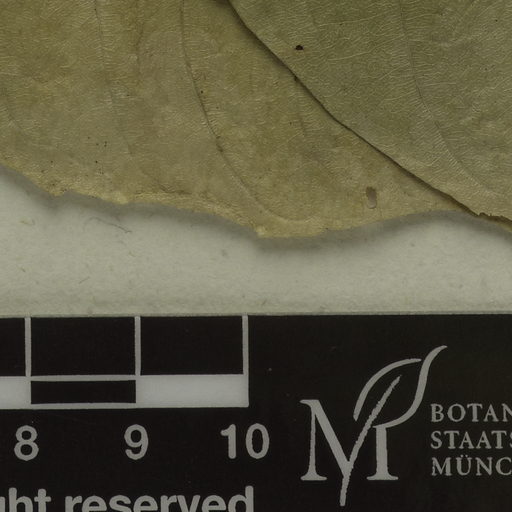 8 9 10
M
BOTAN
STAATS
MÜNC
ght reserved